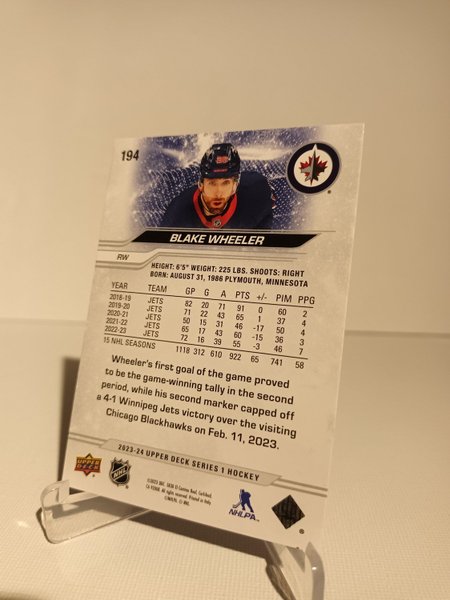 194
BLAKE WHEELER
RW
HEIGHT: 6'5" WEIGHT: 225 LBS. SHOOTS: RIGHT
BORN: AUGUST 31, 1986 PLYMOUTH, MINNESOTA
YEAR TEAM GP G A PTS +/- PIM PPG
2018-19 JETS 82 20 71 91 0 60 2
2019-20 JETS 71 22 43 65 1 37 4
2020-21 JETS 50 15 31 46 -17 50 4
2021-22 JETS 65 17 43 60 -15 36 3
2022-23 JETS 72 16 39 55 -3 46 7
15 NHL SEASONS 1118 312 610 922 65 741 58
Wheeler's first goal of the game proved
to be the game-winning tally in the second
period, while his second marker capped off
a 4-1 Winnipeg Jets victory over the visiting
Chicago Blackhawks on Feb. 11, 2023.
2023-24 UPPER DECK SERIES 1 HOCKEY
UPPER DECK
NHL
NHLPA